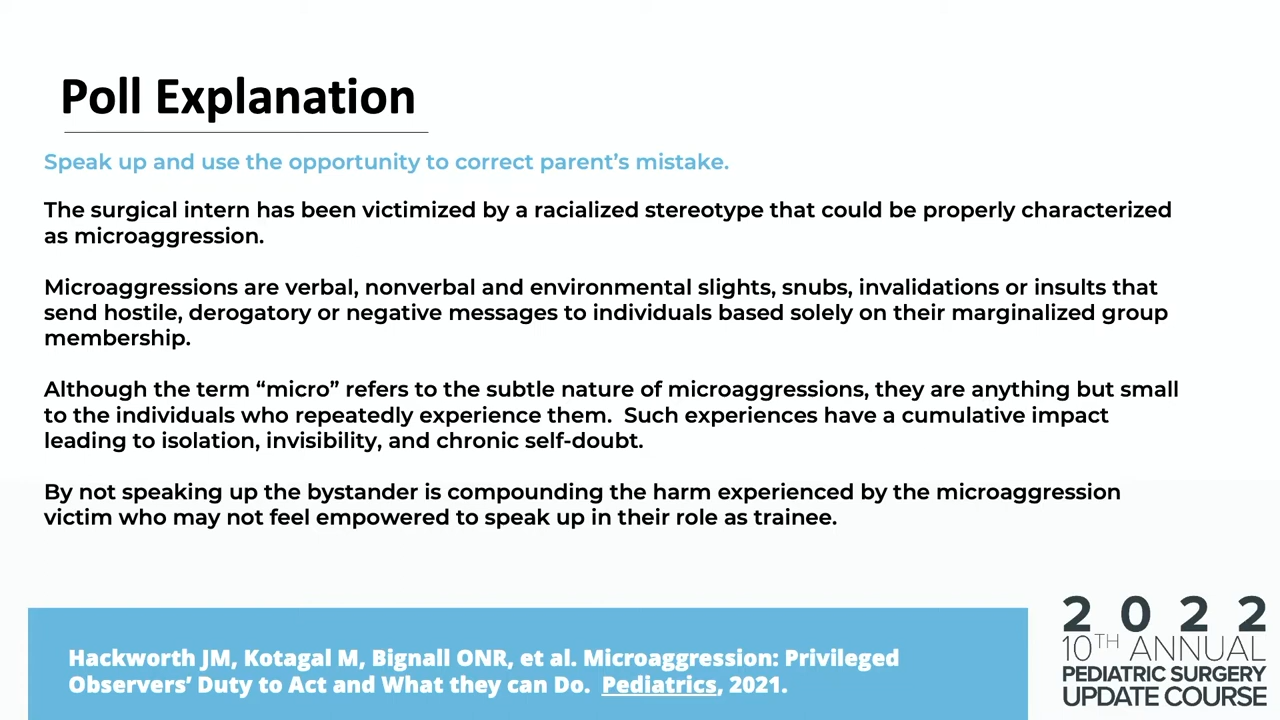 Poll Explanation
Speak up and use the opportunity to correct parent’s mistake.
The surgical intern has been victimized by a racialized stereotype that could be properly characterized
as microaggression.
Microaggressions are verbal, nonverbal and environmental slights, snubs, invalidations or insults that
send hostile, derogatory or negative messages to individuals based solely on their marginalized group
membership.
Although the term “micro” refers to the subtle nature of microaggressions, they are anything but small
to the individuals who repeatedly experience them.  Such experiences have a cumulative impact
leading to isolation, invisibility, and chronic self-doubt.
By not speaking up the bystander is compounding the harm experienced by the microaggression
victim who may not feel empowered to speak up in their role as trainee.
Hackworth JM, Kotagal M, Bignall ONR, et al. Microaggression: Privileged
Observers’ Duty to Act and What they can Do.  Pediatrics, 2021.
2022
10TH ANNUAL
PEDIATRIC SURGERY
UPDATE COURSE